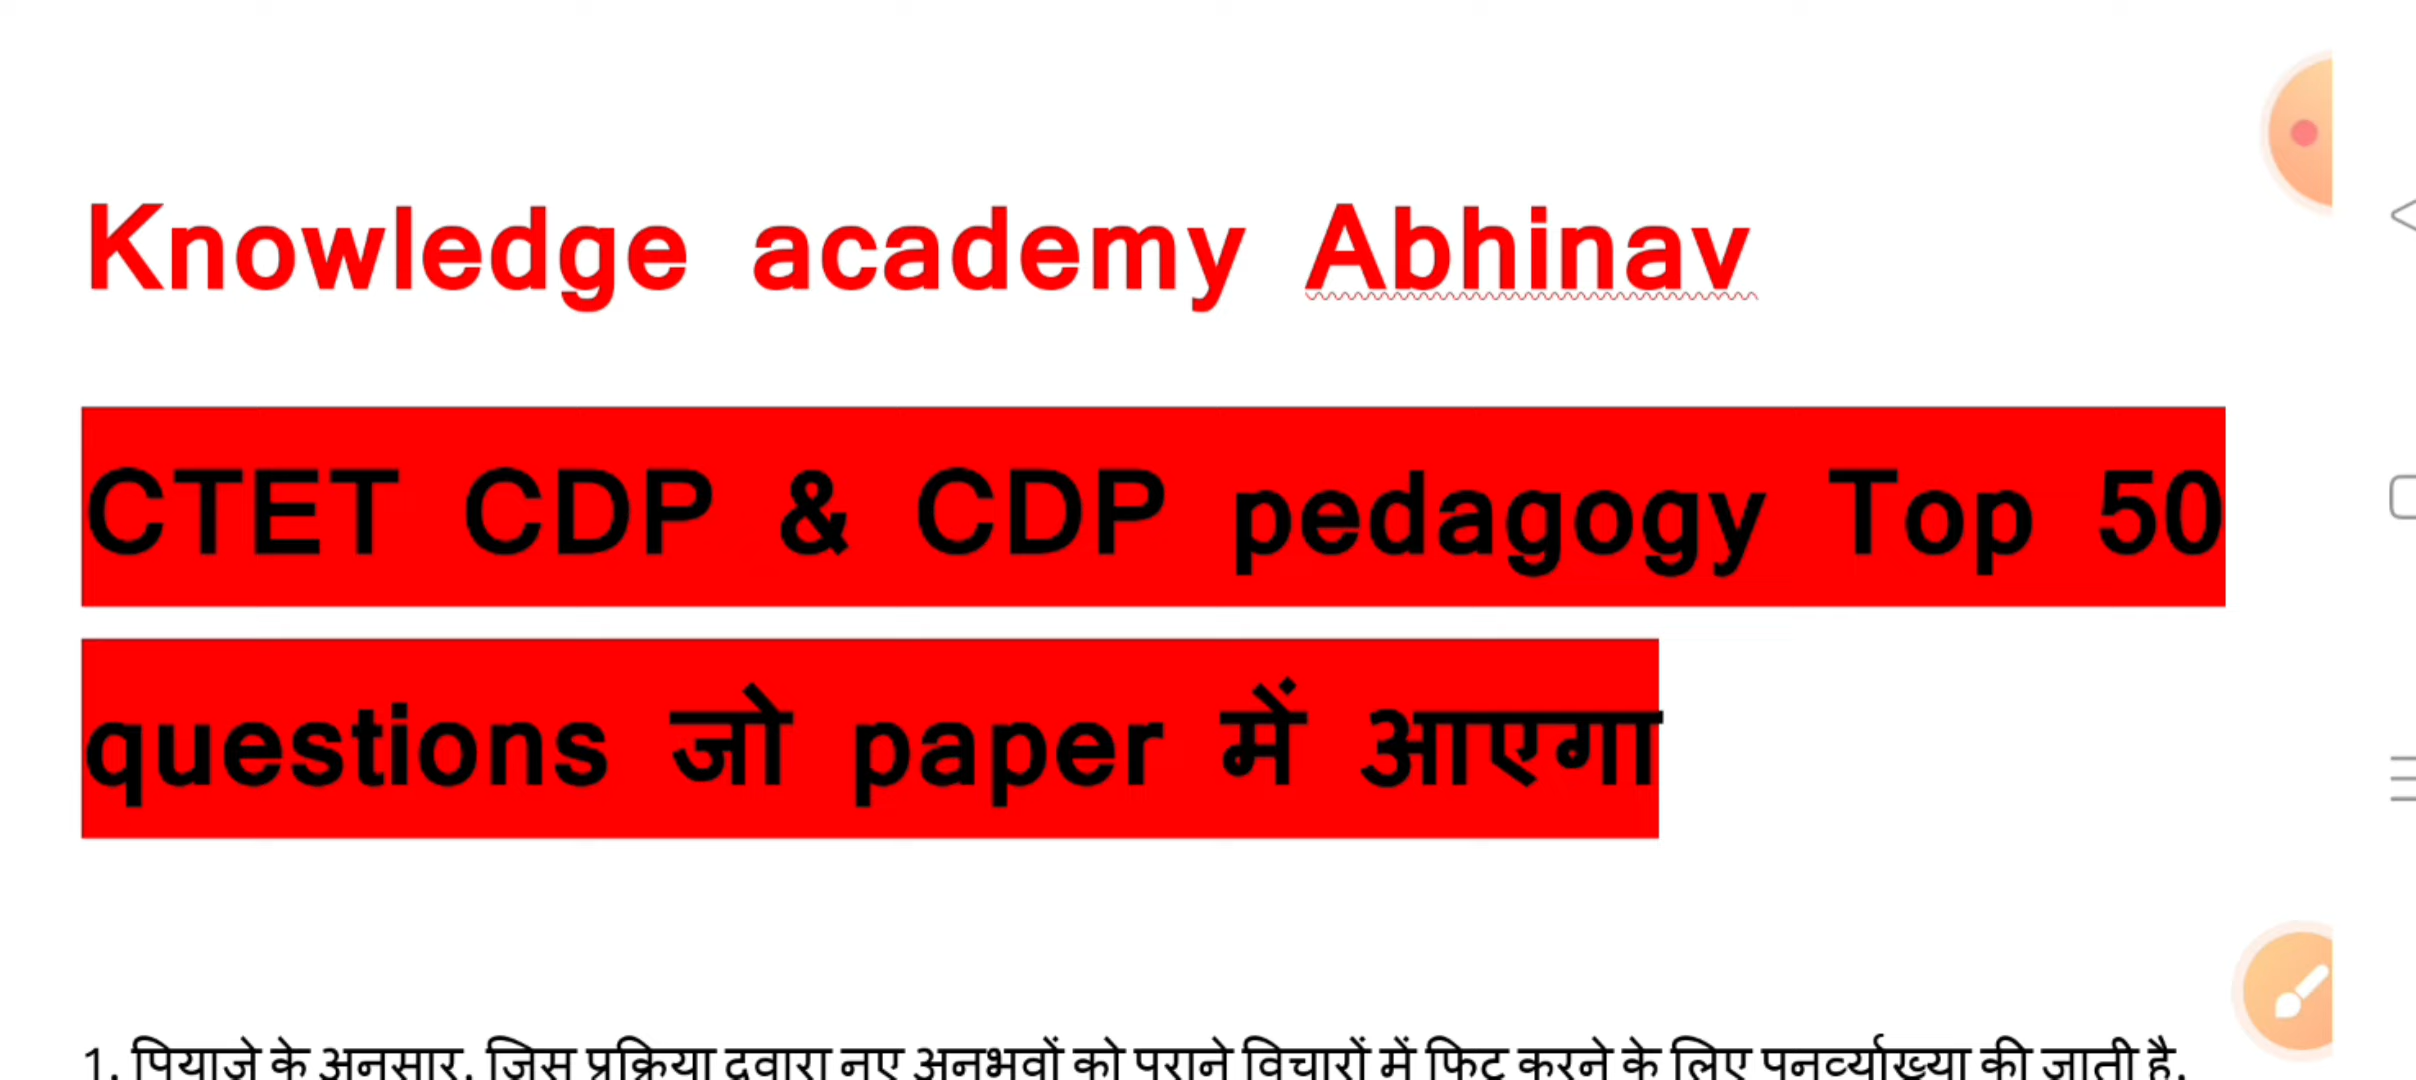 Knowledge academy Abhinav
CTET CDP & CDP pedagogy Top 50
questions जो paper में आएगा
1. पियाजे के अनुसार, जिस प्रक्रिया द्वारा नए अनुभवों को पुराने विचारों में फिट करने के लिए पुनर्व्याख्या की जाती है,